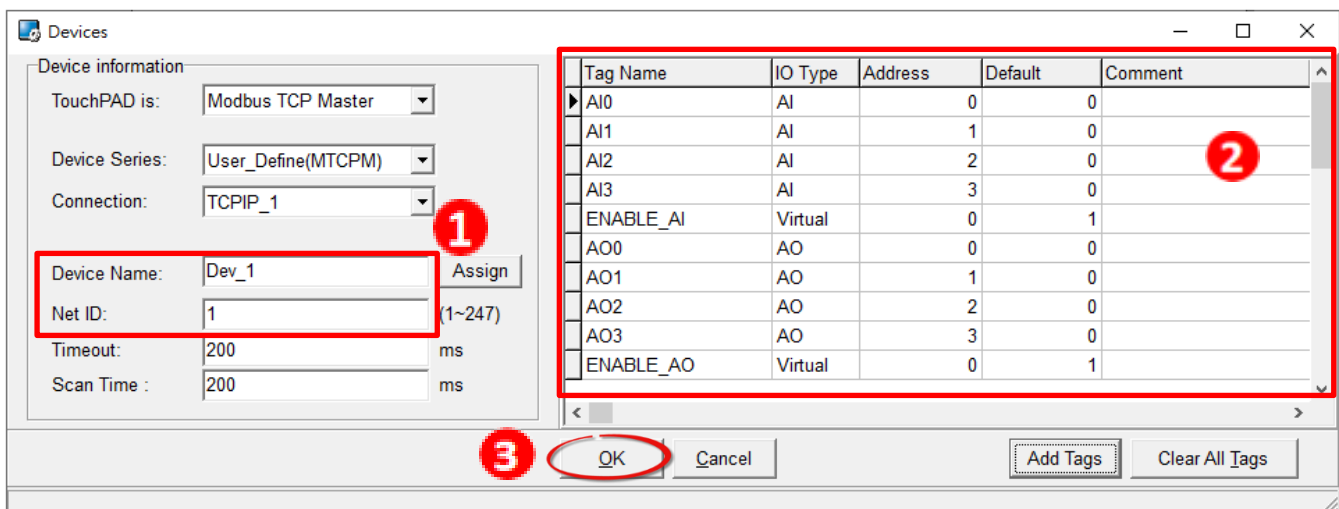 Devices
Device information
TouchPAD is: Modbus TCP Master
Device Series: User_Define(MTCPM)
Connection: TCPIP_1
1
Device Name: Dev_1 Assign
Net ID: 1 (1~247)
Timeout: 200 ms
Scan Time : 200 ms
Tag Name IO Type Address Default Comment
AI0 AI 0 0
AI1 AI 1 0
AI2 AI 2 0
2
AI3 AI 3 0
ENABLE_AI Virtual 0 1
AO0 AO 0 0
AO1 AO 1 0
AO2 AO 2 0
AO3 AO 3 0
ENABLE_AO Virtual 0 1
3 OK Cancel Add Tags Clear All Tags